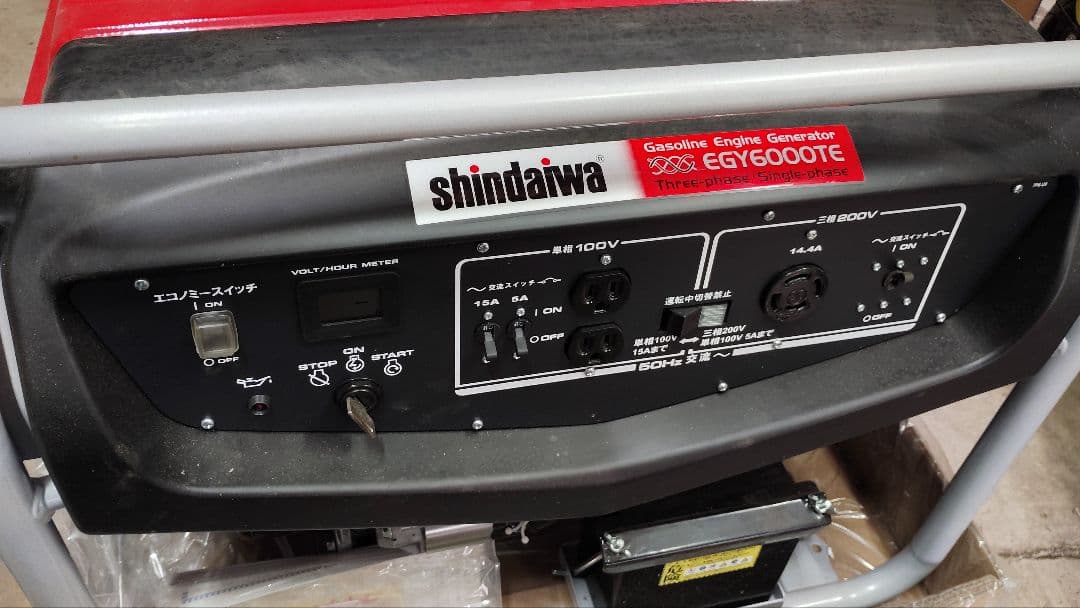 shindaiwa®
Gasoline Engine Generator
EGY6000TE
Three-phase/Single-phase
エコノミースイッチ
ON
OFF
VOLT/HOUR METER
STOP
ON
START
単相100V
交流スイッチ
15A
5A
ON
OFF
運転中切替禁止
単相100V
15Aまで
三相200V
単相100V 5Aまで
三相200V
14.4A
交流スイッチ
ON
OFF
50Hz 交流